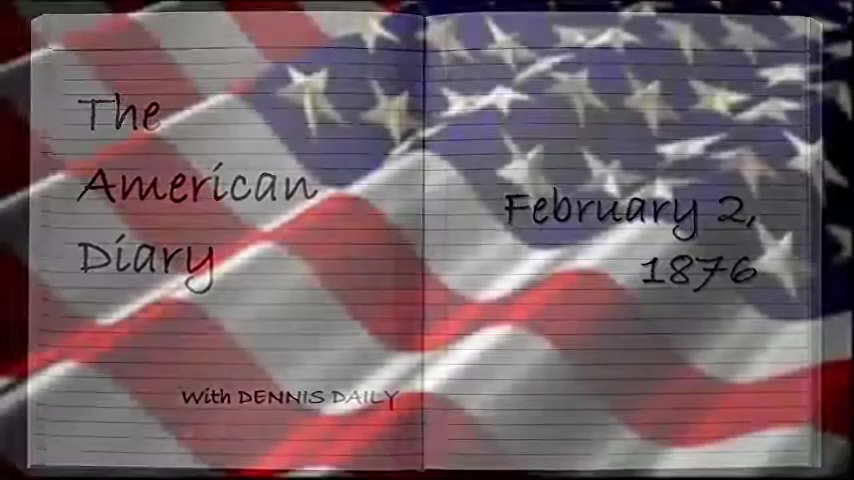 The
American
Diary
With DENNIS DAILY
February 2,
1876